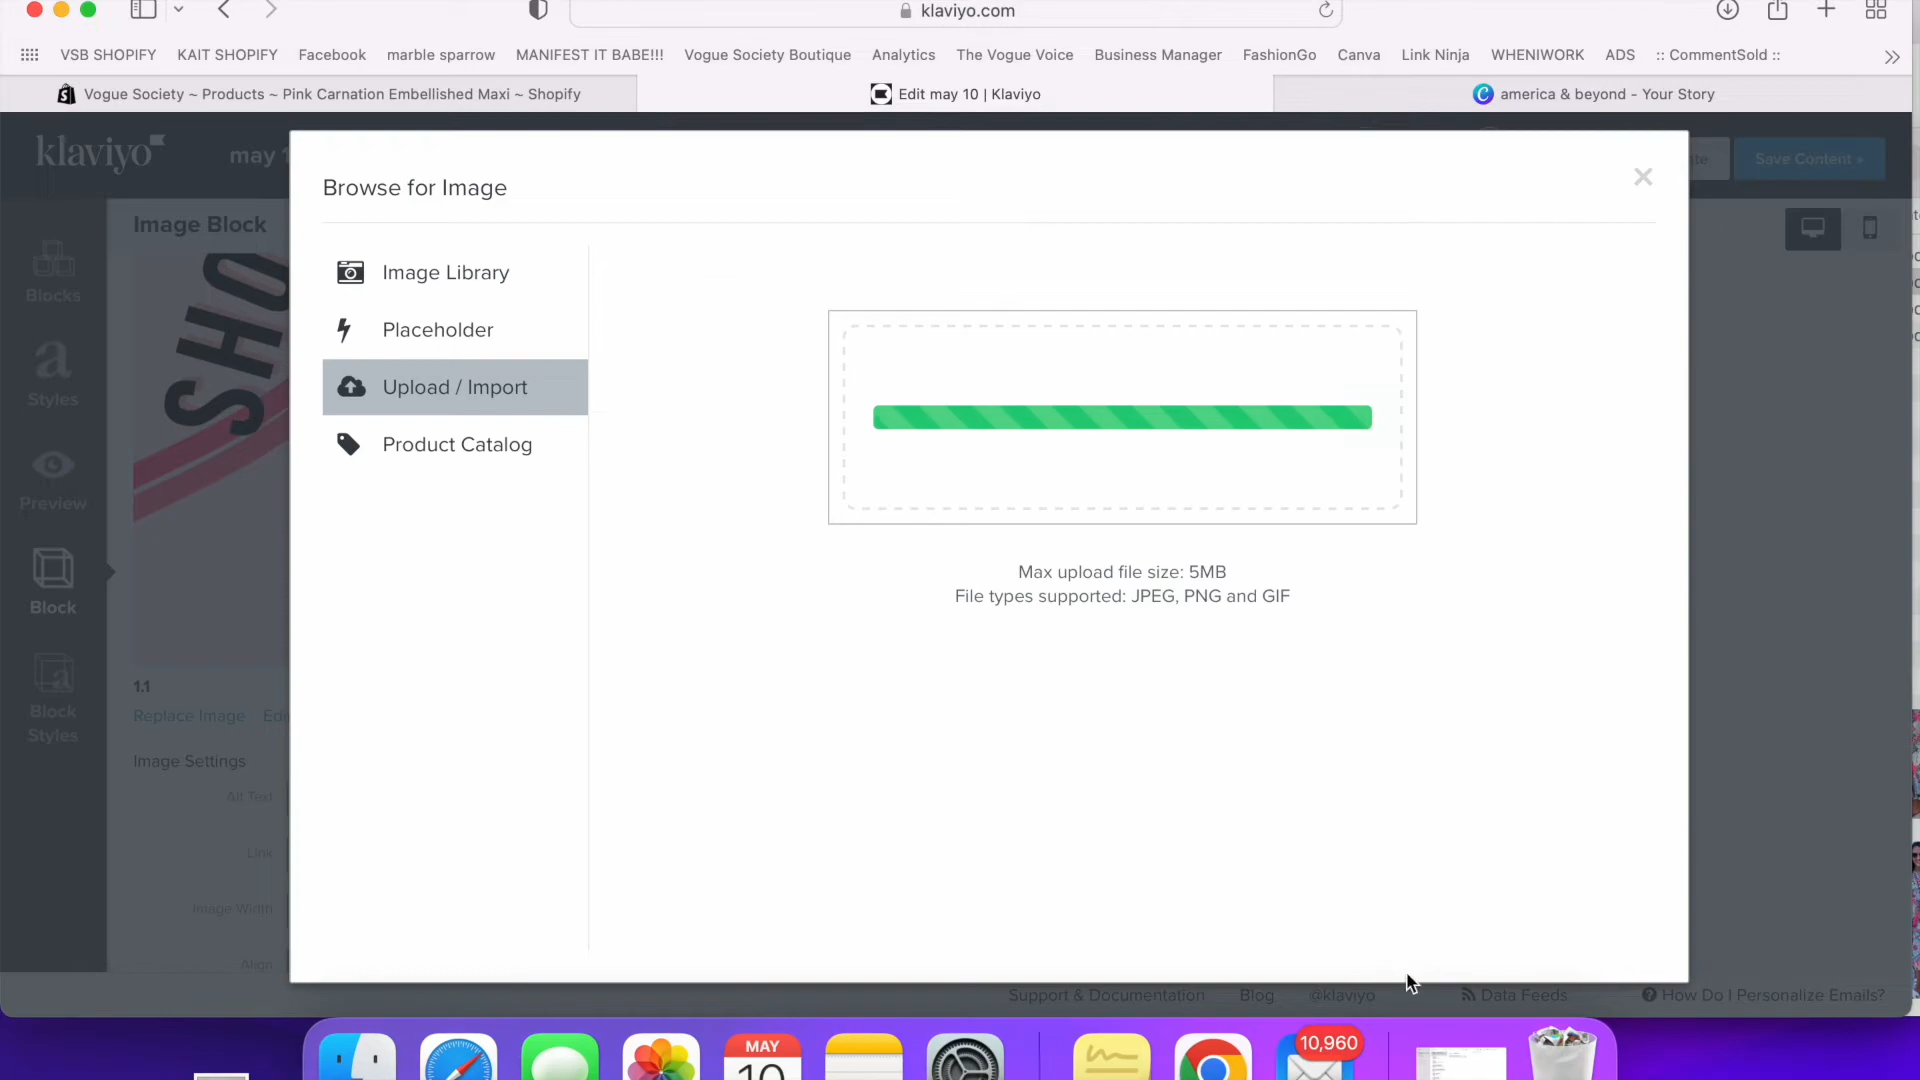 klaviyo.com
VSB SHOPIFY KAIT SHOPIFY Facebook marble sparrow MANIFEST IT BABE!!! Vogue Society Boutique Analytics The Vogue Voice Business Manager FashionGo Canva Link Ninja WHENIWORK ADS :: CommentSold ::
Vogue Society ~ Products ~ Pink Carnation Embellished Maxi ~ Shopify
Edit may 10 | Klaviyo
america & beyond - Your Story
klaviyo
may 1
Save Content »
Browse for Image
Image Library
Placeholder
Upload / Import
Product Catalog
Max upload file size: 5MB
File types supported: JPEG, PNG and GIF
Image Block
SHO
Blocks
Styles
Preview
Block
Block
Styles
1.1
Replace Image
Image Settings
Alt Text
Link
Image Width
Align
Support & Documentation Blog @klaviyo Data Feeds How Do I Personalize Emails?
MAY
10
10,960